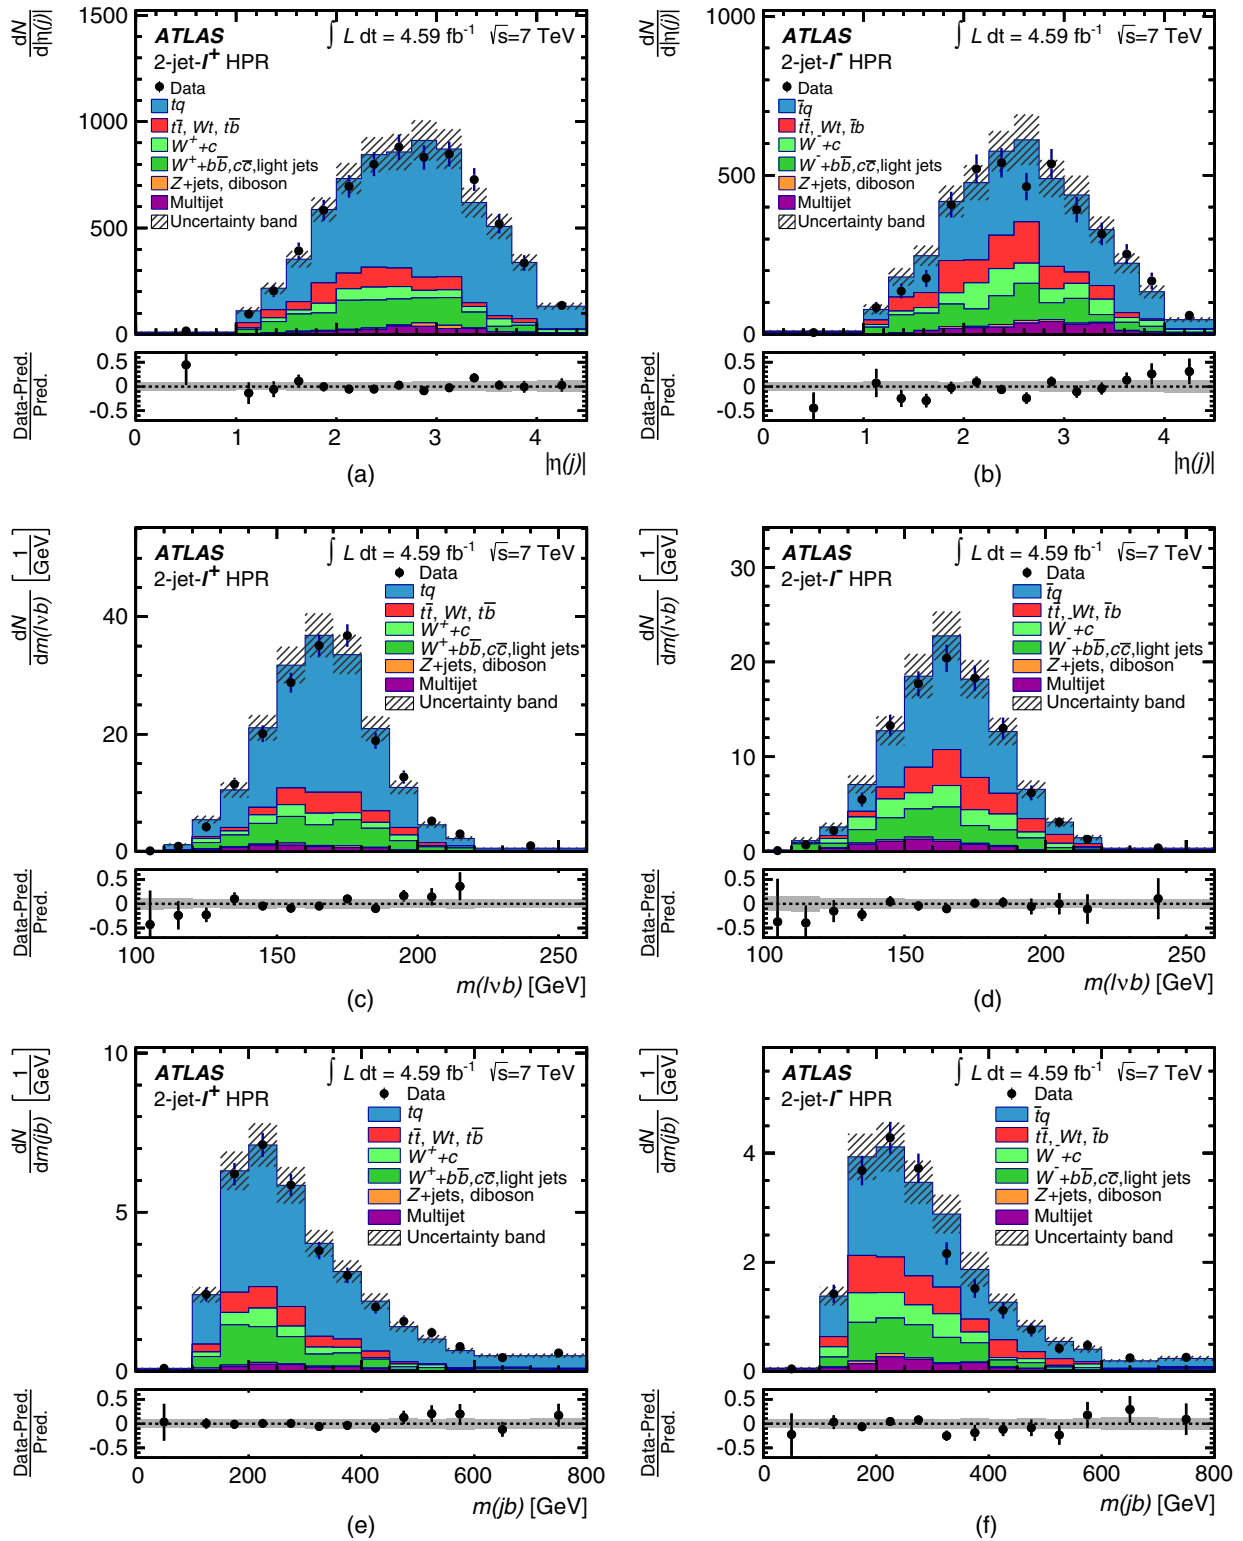 dN
d|η(j)|
1500
1000
500
0
ATLAS
∫ L dt = 4.59 fb⁻¹ √s=7 TeV
2-jet-l⁺ HPR
Data
tq
tt̅, Wt, tb̅
W⁺+c
W⁺+bb̅,cc̅,light jets
Z+jets, diboson
Multijet
Uncertainty band
Data-Pred.
Pred.
0.5
0
-0.5
0 1 2 3 4
|η(j)|
(a)
dN
d|η(j)|
1000
500
0
ATLAS
∫ L dt = 4.59 fb⁻¹ √s=7 TeV
2-jet-l⁻ HPR
Data
t̅q
tt̅, Wt, t̅b
W⁻+c
W⁻+bb̅,cc̅,light jets
Z+jets, diboson
Multijet
Uncertainty band
Data-Pred.
Pred.
0.5
0
-0.5
0 1 2 3 4
|η(j)|
(b)
dN
dm(lνb)
[1/GeV]
40
20
0
ATLAS
∫ L dt = 4.59 fb⁻¹ √s=7 TeV
2-jet-l⁺ HPR
Data
tq
tt̅, Wt, tb̅
W⁺+c
W⁺+bb̅,cc̅,light jets
Z+jets, diboson
Multijet
Uncertainty band
Data-Pred.
Pred.
0.5
0
-0.5
100 150 200 250
m(lνb) [GeV]
(c)
dN
dm(lνb)
[1/GeV]
30
20
10
0
ATLAS
∫ L dt = 4.59 fb⁻¹ √s=7 TeV
2-jet-l⁻ HPR
Data
t̅q
tt̅, Wt, t̅b
W⁻+c
W⁻+bb̅,cc̅,light jets
Z+jets, diboson
Multijet
Uncertainty band
Data-Pred.
Pred.
0.5
0
-0.5
100 150 200 250
m(lνb) [GeV]
(d)
dN
dm(jb)
[1/GeV]
10
5
0
ATLAS
∫ L dt = 4.59 fb⁻¹ √s=7 TeV
2-jet-l⁺ HPR
Data
tq
tt̅, Wt, tb̅
W⁺+c
W⁺+bb̅,cc̅,light jets
Z+jets, diboson
Multijet
Uncertainty band
Data-Pred.
Pred.
0.5
0
-0.5
0 200 400 600 800
m(jb) [GeV]
(e)
dN
dm(jb)
[1/GeV]
4
2
0
ATLAS
∫ L dt = 4.59 fb⁻¹ √s=7 TeV
2-jet-l⁻ HPR
Data
t̅q
tt̅, Wt, t̅b
W⁻+c
W⁻+bb̅,cc̅,light jets
Z+jets, diboson
Multijet
Uncertainty band
Data-Pred.
Pred.
0.5
0
-0.5
0 200 400 600 800
m(jb) [GeV]
(f)